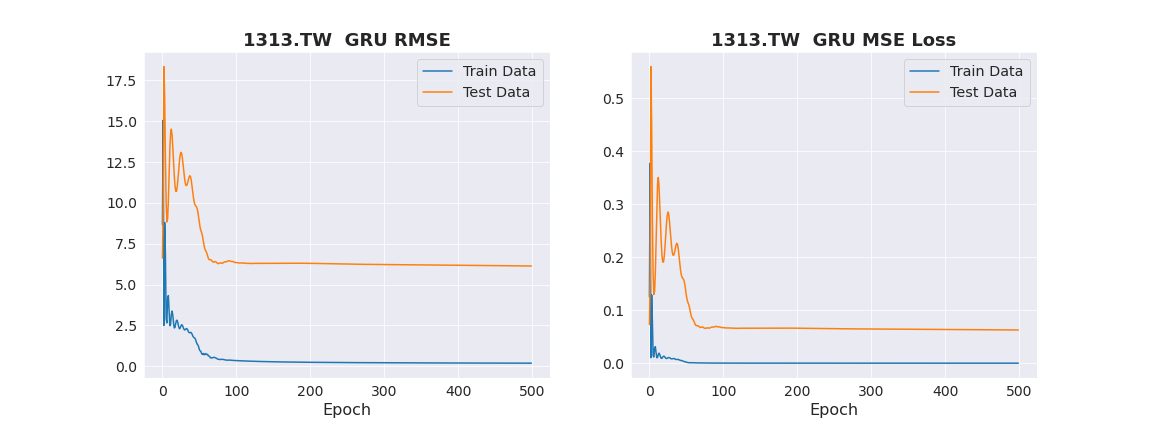 1313.TW  GRU RMSE
Train Data
Test Data
17.5
15.0
12.5
10.0
7.5
5.0
2.5
0.0
0 100 200 300 400 500
Epoch
1313.TW  GRU MSE Loss
Train Data
Test Data
0.5
0.4
0.3
0.2
0.1
0.0
0 100 200 300 400 500
Epoch